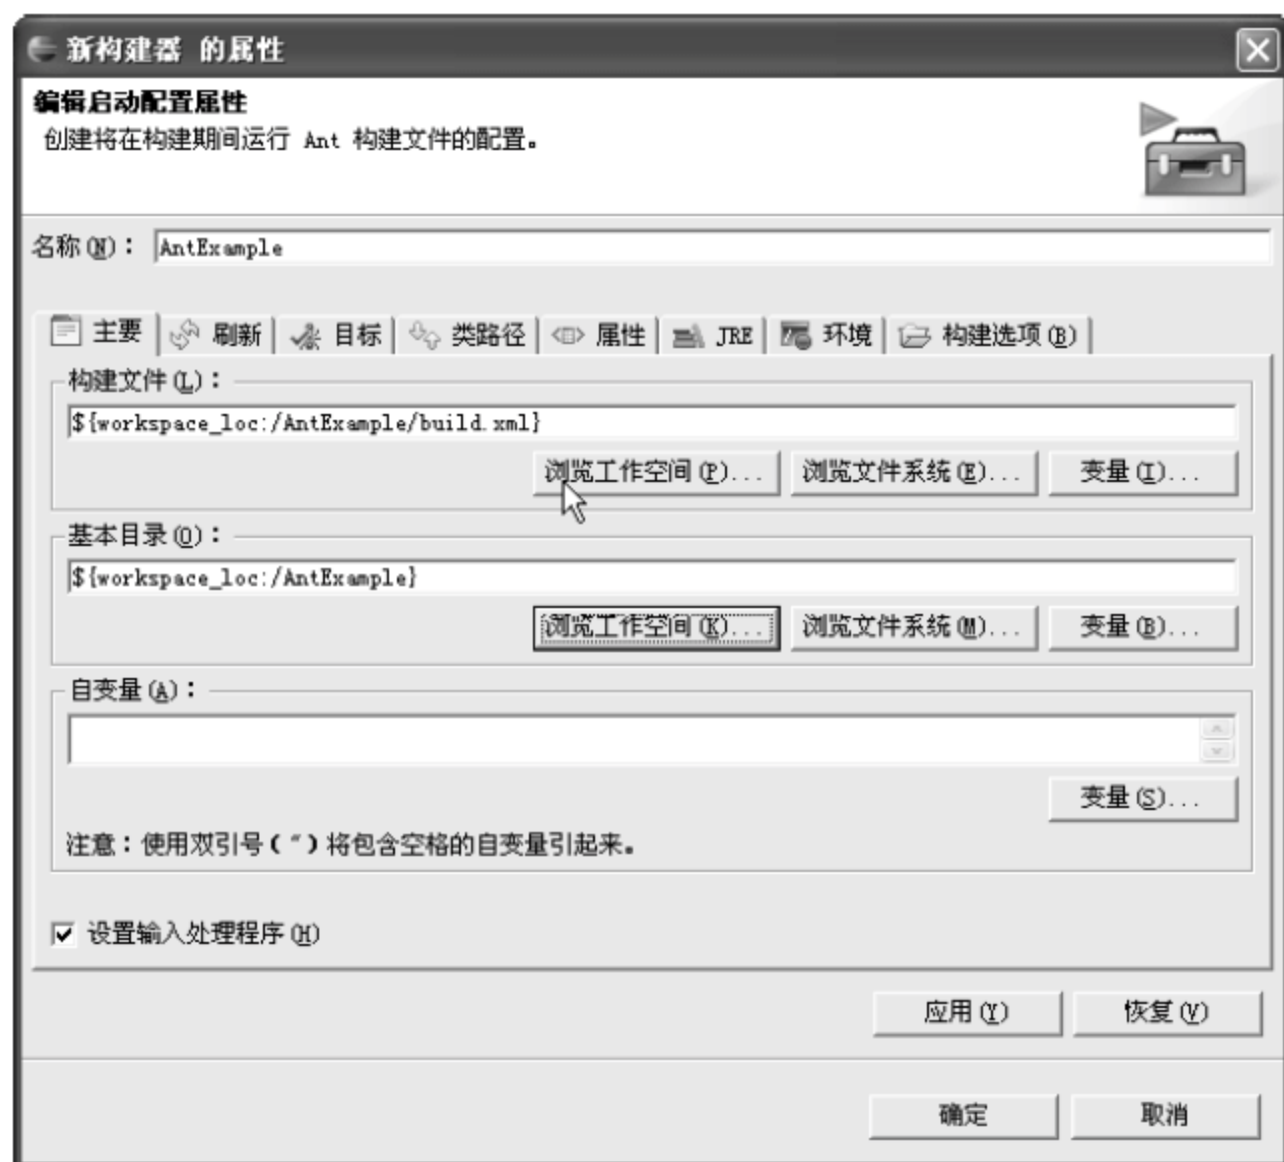 新构建器 的属性
编辑启动配置属性
创建将在构建期间运行 Ant 构建文件的配置。
名称(N)： AntExample
主要 刷新 目标 类路径 属性 JRE 环境 构建选项(B)
构建文件(L)：
${workspace_loc:/AntExample/build.xml}
浏览工作空间(P)... 浏览文件系统(E)... 变量(I)...
基本目录(O)：
${workspace_loc:/AntExample}
浏览工作空间(K)... 浏览文件系统(M)... 变量(B)...
自变量(A)：
变量(S)...
注意：使用双引号(")将包含空格的自变量引起来。
设置输入处理程序(H)
应用(Y) 恢复(V)
确定 取消